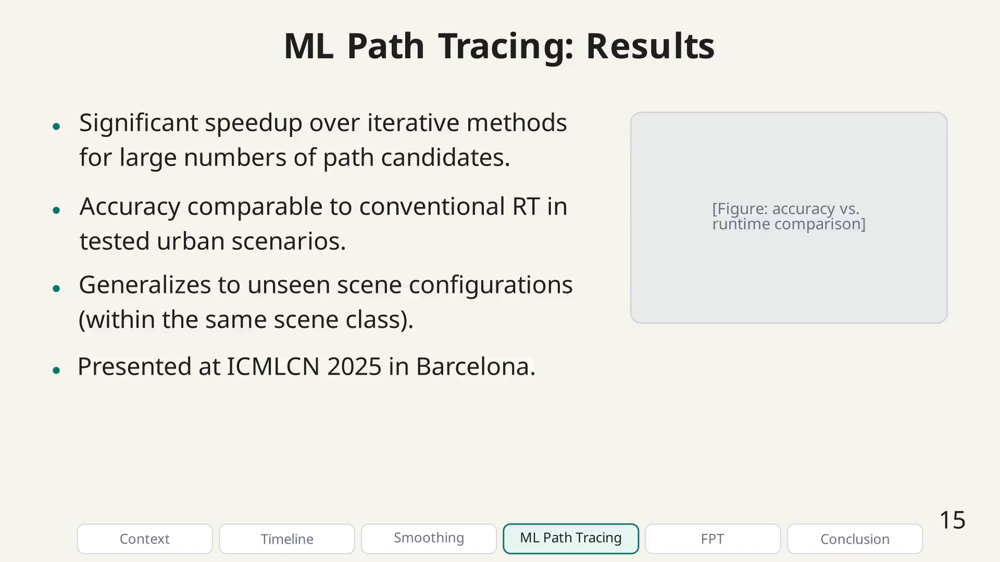 ML Path Tracing: Results
Significant speedup over iterative methods
for large numbers of path candidates.
Accuracy comparable to conventional RT in
tested urban scenarios.
Generalizes to unseen scene configurations
(within the same scene class).
Presented at ICMLCN 2025 in Barcelona.
[Figure: accuracy vs.
runtime comparison]
Context
Timeline
Smoothing
ML Path Tracing
FPT
Conclusion
15